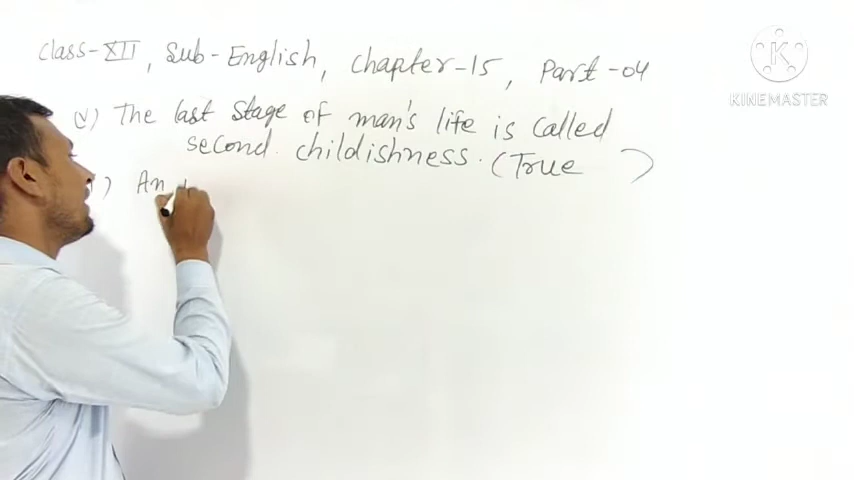 Class-XII, Sub-English, Chapter-15, Part-04
(v) The last stage of man's life is called
second. childishness. (True )
) An
KINEMASTER